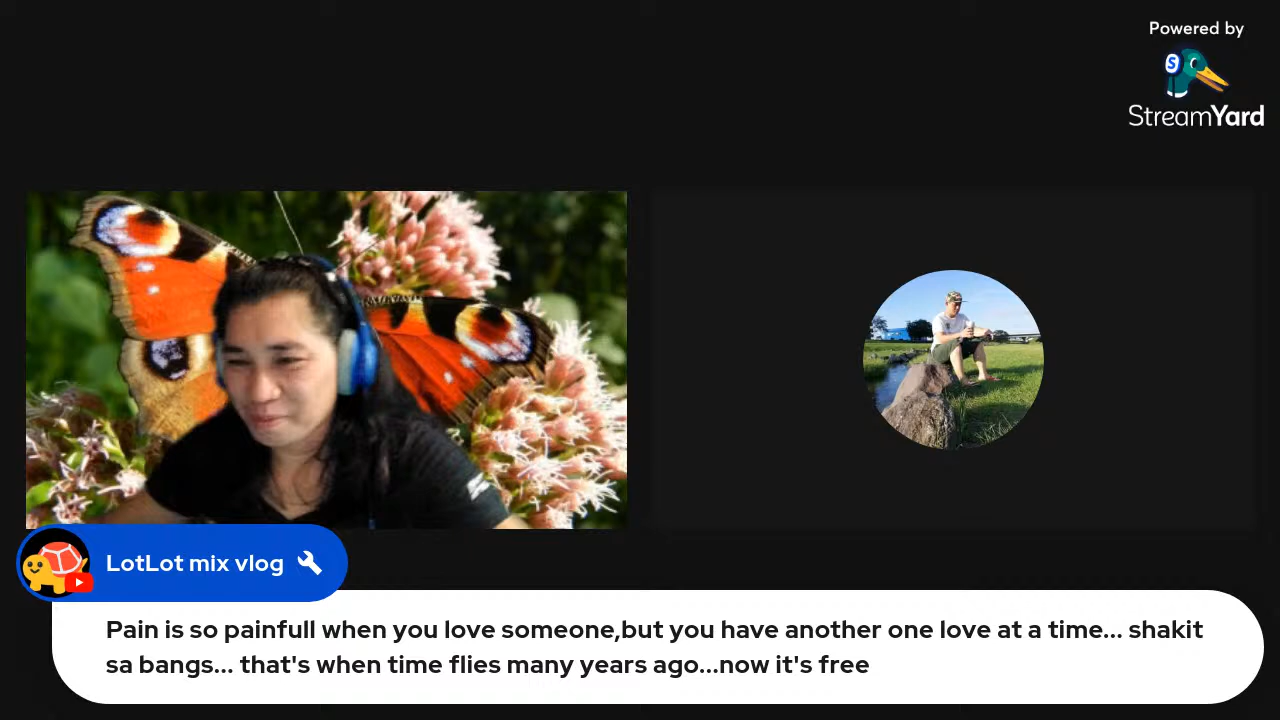 Powered by
StreamYard
LotLot mix vlog
Pain is so painfull when you love someone,but you have another one love at a time... shakit
sa bangs... that's when time flies many years ago...now it's free